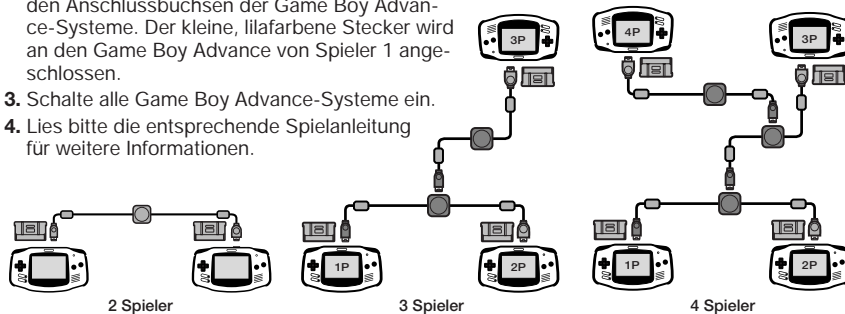 den Anschlussbuchsen der Game Boy Advan-
ce-Systeme. Der kleine, lilafarbene Stecker wird
an den Game Boy Advance von Spieler 1 ange-
schlossen.
3. Schalte alle Game Boy Advance-Systeme ein.
4. Lies bitte die entsprechende Spielanleitung
für weitere Informationen.
2 Spieler
3P
1P
2P
3 Spieler
4P
3P
1P
2P
4 Spieler